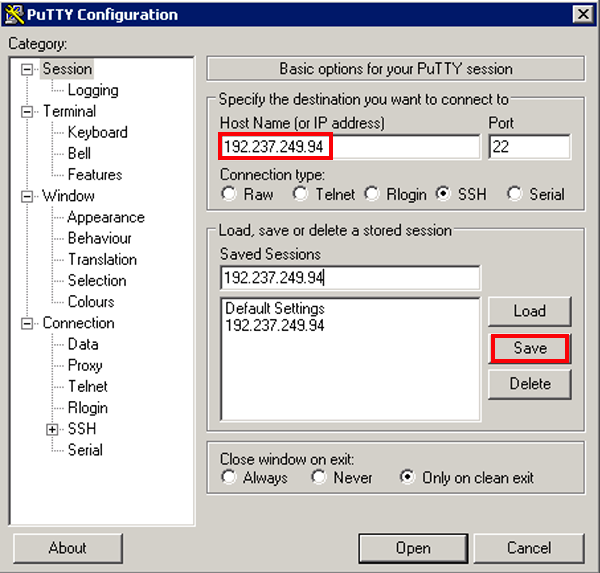 PuTTY Configuration
Category:
Session
Logging
Terminal
Keyboard
Bell
Features
Window
Appearance
Behaviour
Translation
Selection
Colours
Connection
Data
Proxy
Telnet
Rlogin
SSH
Serial
Basic options for your PuTTY session
Specify the destination you want to connect to
Host Name (or IP address) Port
192.237.249.94 22
Connection type:
Raw Telnet Rlogin SSH Serial
Load, save or delete a stored session
Saved Sessions
192.237.249.94
Default Settings
192.237.249.94
Load
Save
Delete
Close window on exit:
Always Never Only on clean exit
About Open Cancel